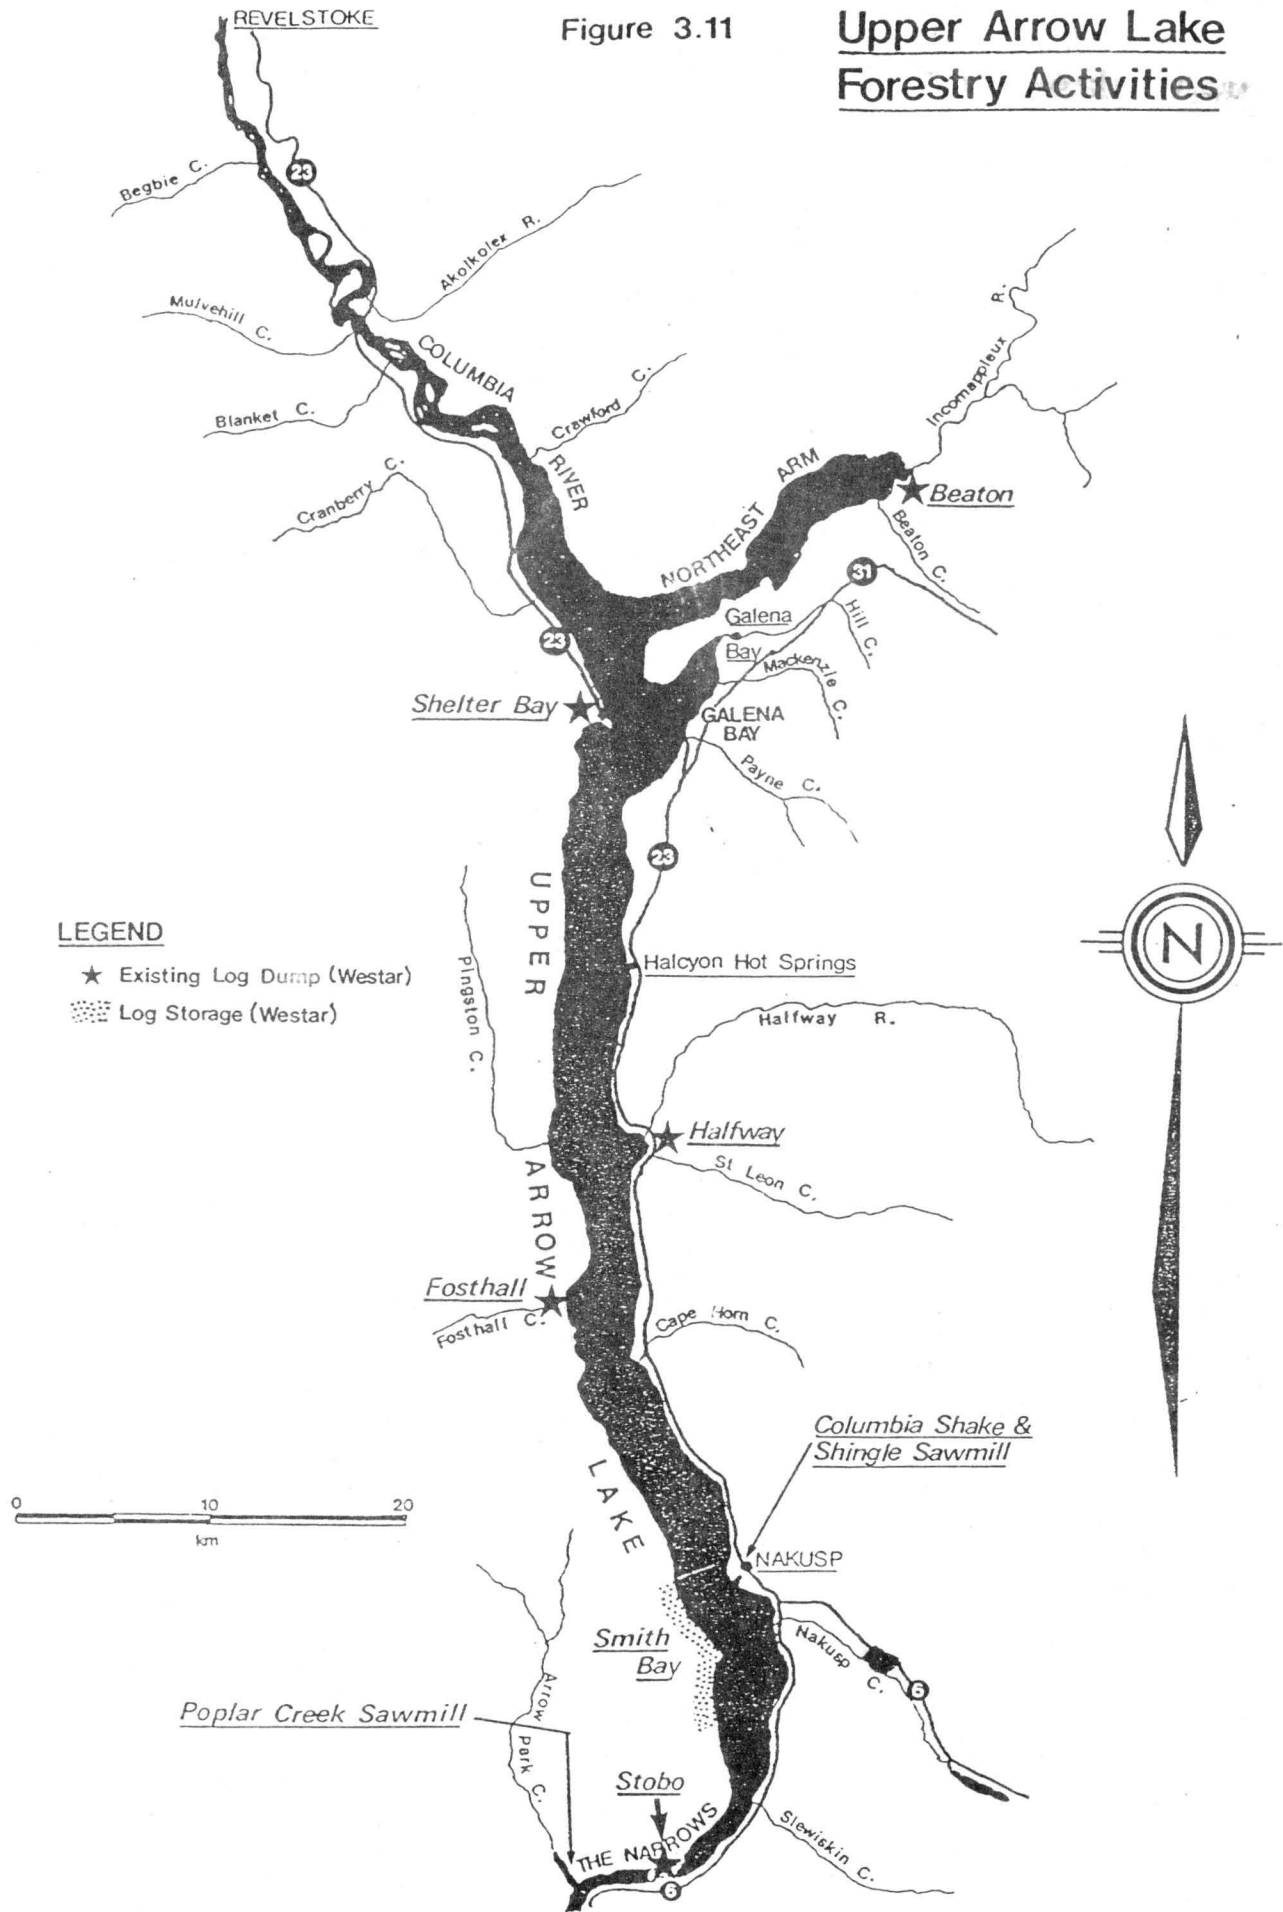 REVELSTOKE
Figure 3.11
Upper Arrow Lake
Forestry Activities
23
Begbie C.
Akolkolex R.
Mulvehill C.
COLUMBIA
RIVER
Incomappleux R.
Blanket C.
Crawford C.
Cranberry C.
NORTHEAST ARM
Beaton
Beaton C.
31
23
Galena
Bay
Hill C.
Mackenzie C.
Shelter Bay
GALENA
BAY
Payne C.
23
UPPER
ARROW
LAKE
LEGEND
Existing Log Dump (Westar)
Log Storage (Westar)
Pingston C.
Halcyon Hot Springs
N
Halfway R.
Halfway
St Leon C.
Fosthall
Fosthall C.
Cape Horn C.
Columbia Shake &
Shingle Sawmill
0 10 20
km
NAKUSP
Smith
Bay
Nakusp C.
6
Arrow Park C.
Poplar Creek Sawmill
Stobo
THE NARROWS
Slewiskin C.
6